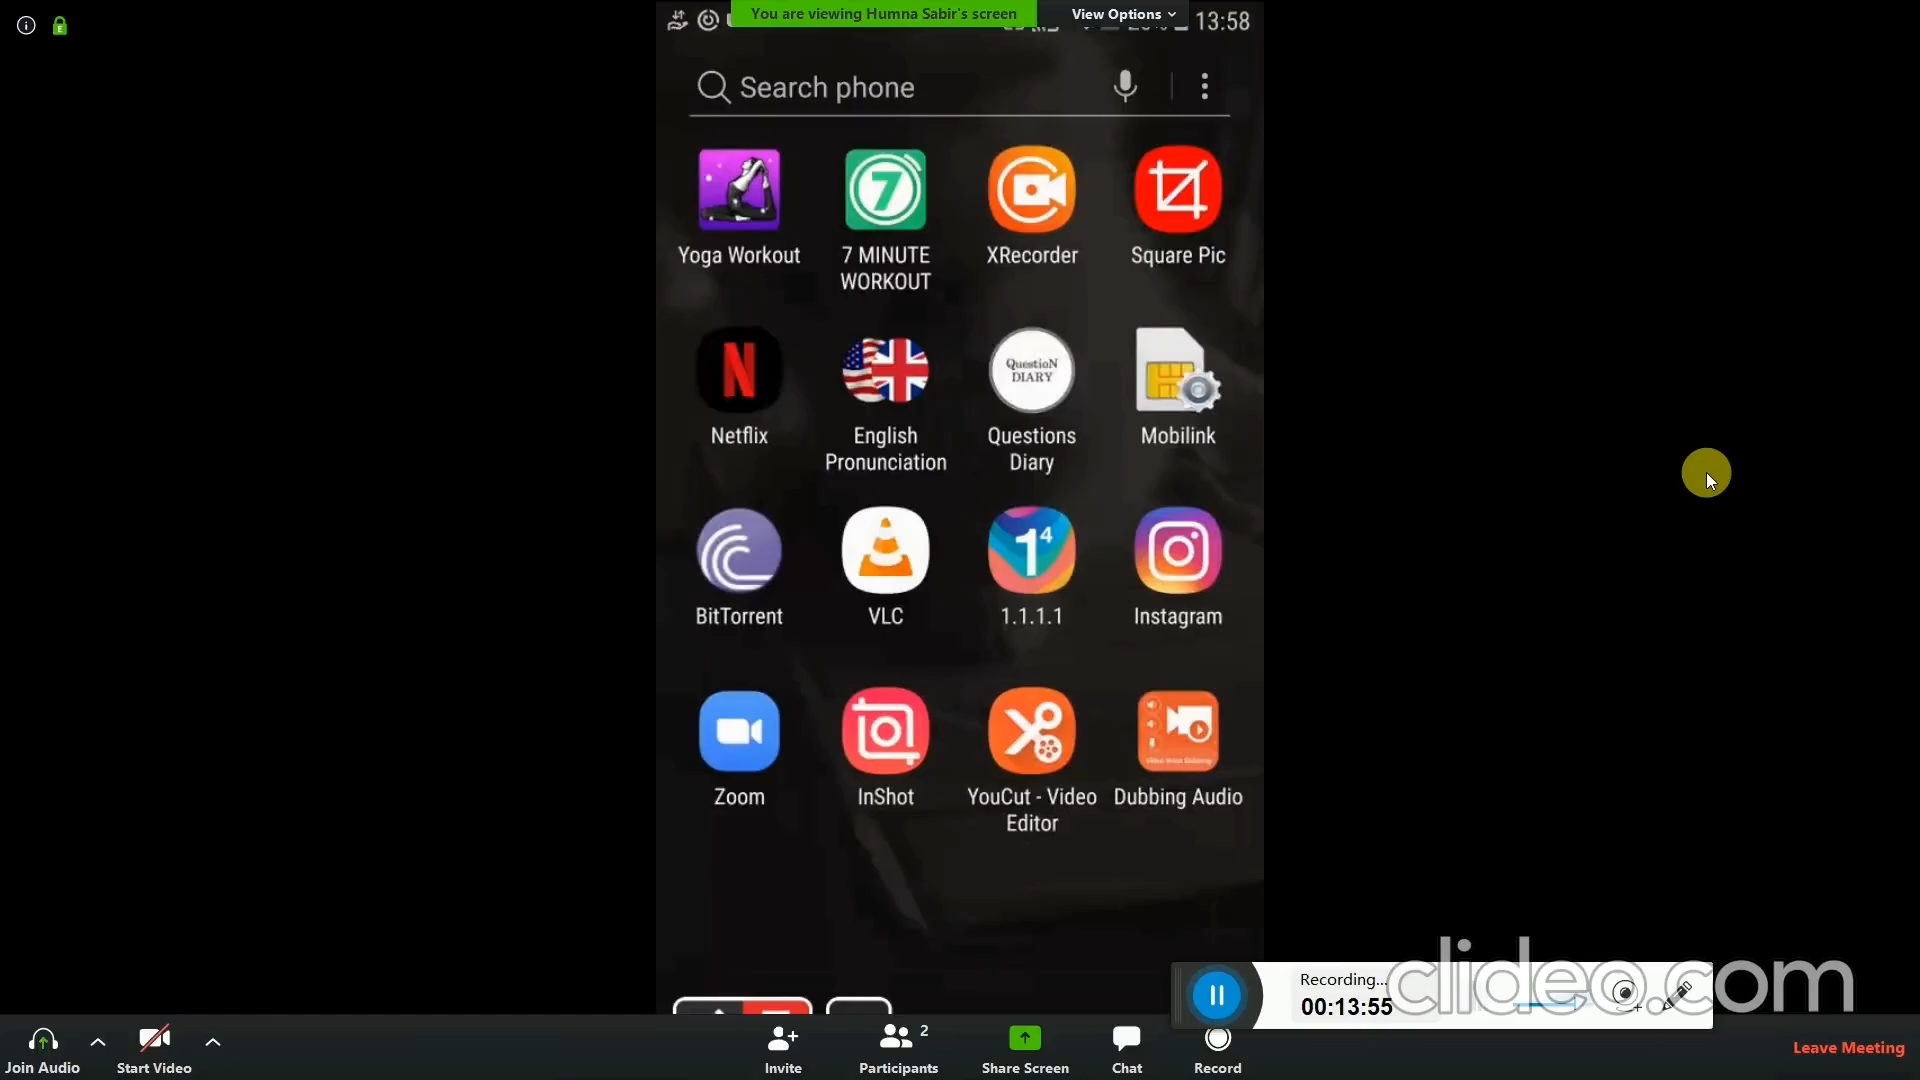 You are viewing Humna Sabir's screen
View Options
13:58
Search phone
Yoga Workout
7 MINUTE
WORKOUT
XRecorder
Square Pic
Netflix
English
Pronunciation
QuestioN
DIARY
Questions
Diary
Mobilink
BitTorrent
VLC
1.1.1.1
Instagram
Zoom
InShot
YouCut - Video
Editor
Dubbing Audio
Recording...
00:13:55
clideo.com
Join Audio
Start Video
Invite
Participants
2
Share Screen
Chat
Record
Leave Meeting